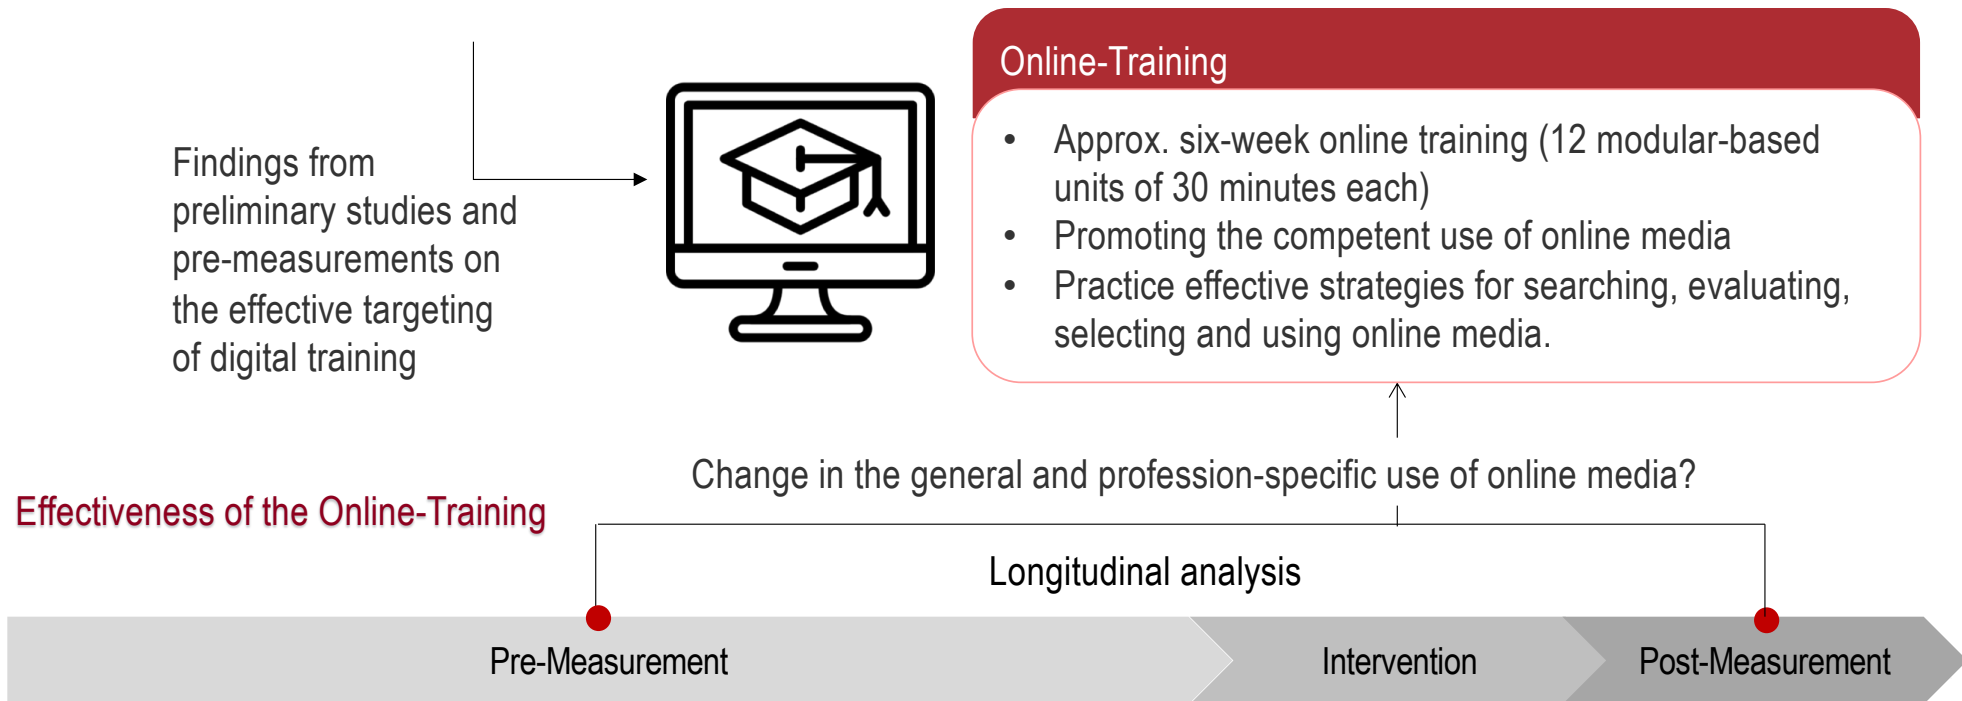 Online-Training
Findings from
preliminary studies and
pre-measurements on
the effective targeting
of digital training
• Approx. six-week online training (12 modular-based
units of 30 minutes each)
• Promoting the competent use of online media
• Practice effective strategies for searching, evaluating,
selecting and using online media.
Change in the general and profession-specific use of online media?
Effectiveness of the Online-Training
Longitudinal analysis
Pre-Measurement
Intervention
Post-Measurement